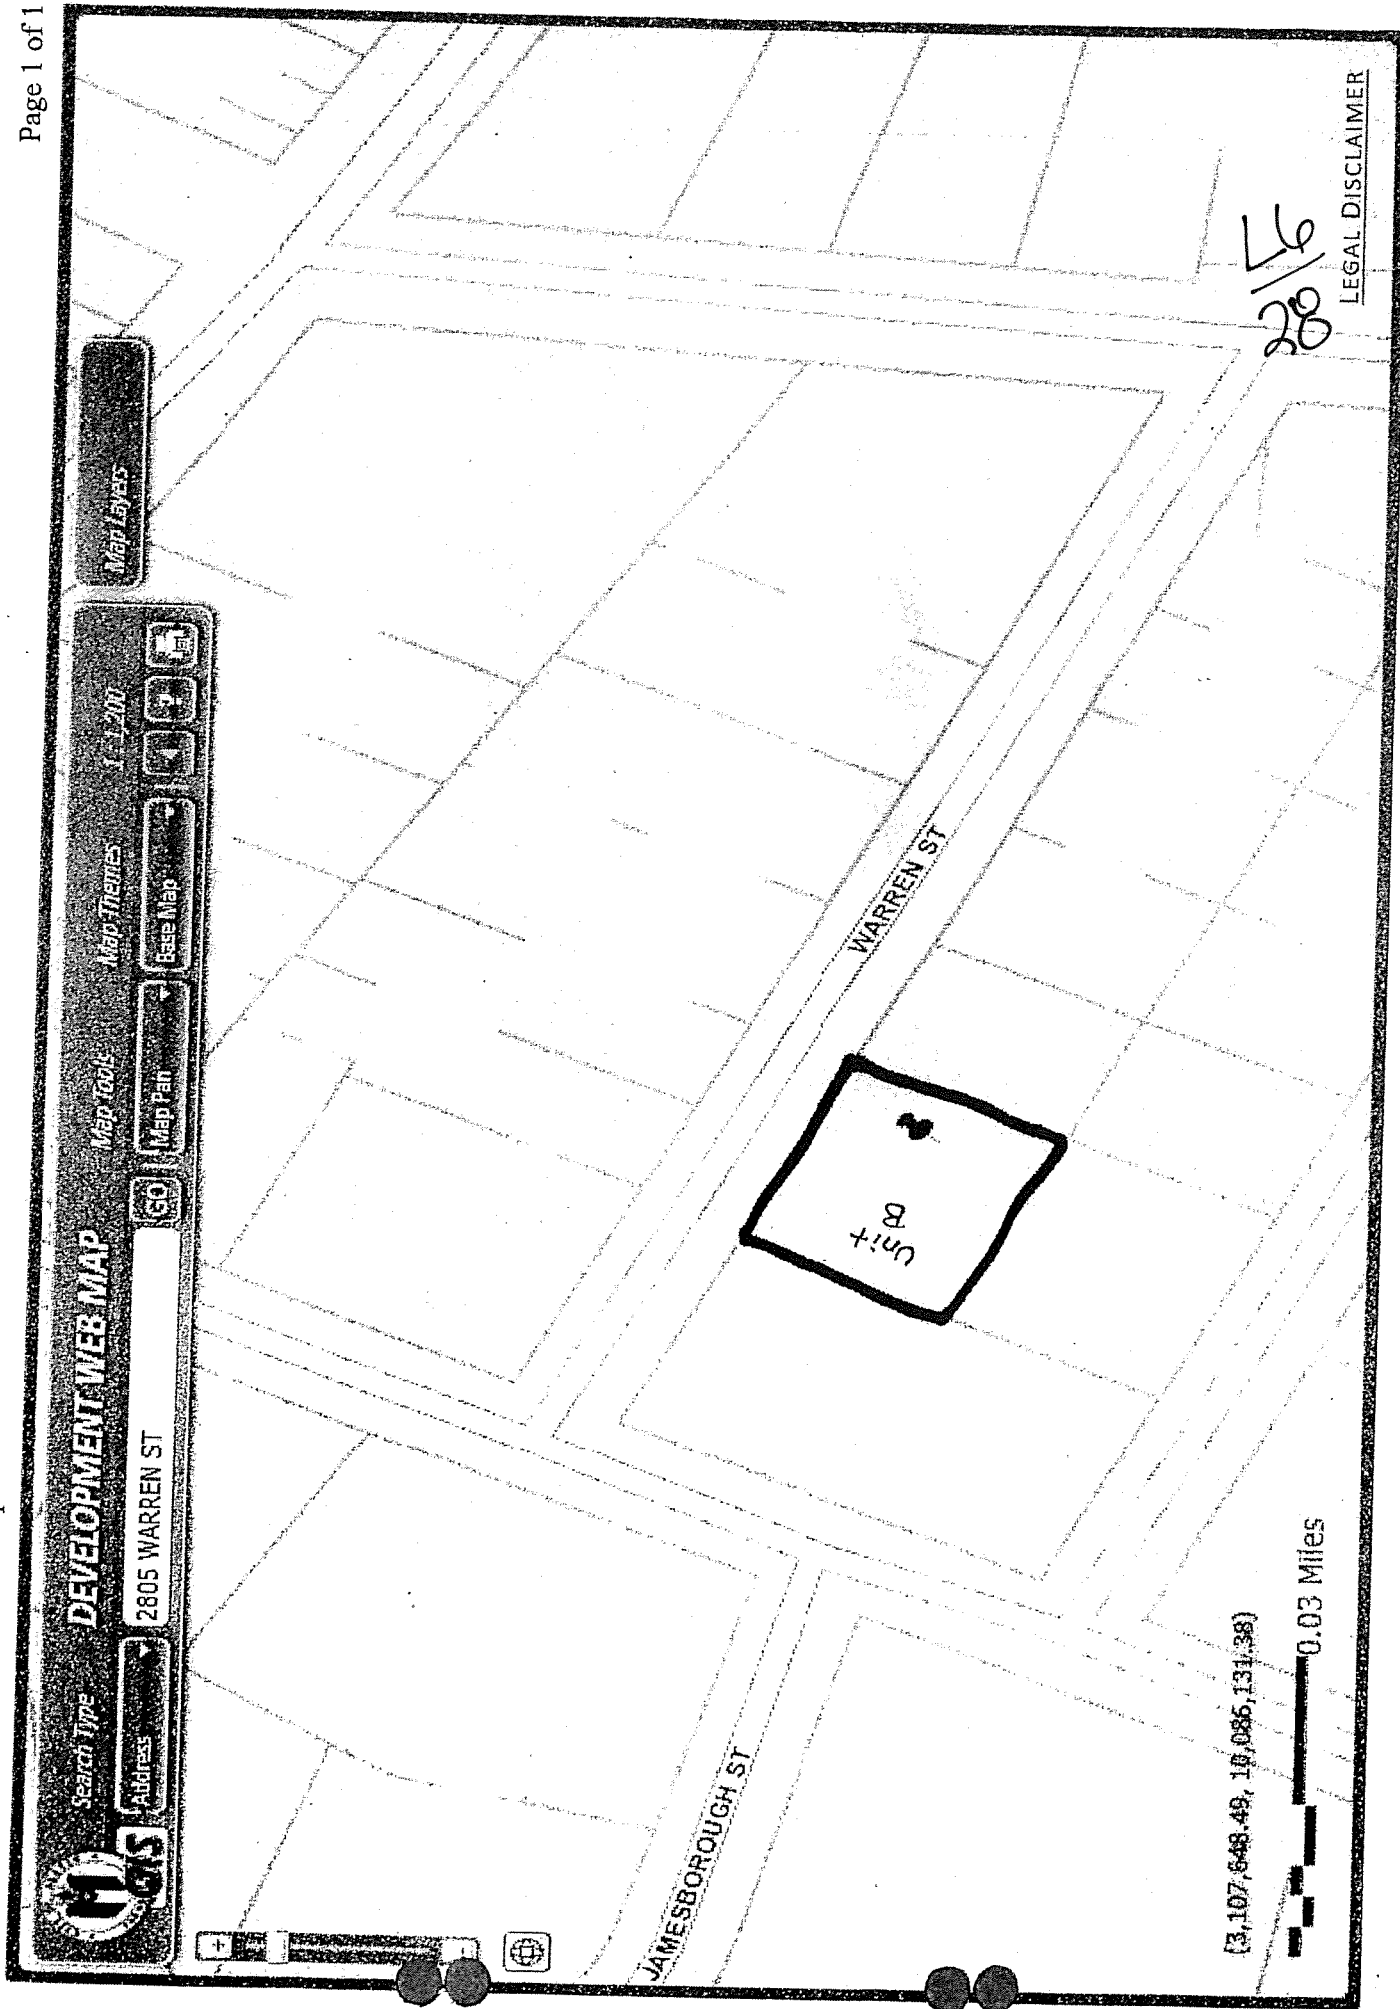 Page 1 of 1
GIS
Search Type
DEVELOPMENT WEB MAP
Map Tools
Map Themes
1 : 1,200
Map Layers
Address
2805 WARREN ST
GO
Map Pan
Base Map
+
WARREN ST
Unit
B
JAMESBOROUGH ST
(3,107,648.49, 10,086,131.38)
0.03 Miles
LEGAL DISCLAIMER